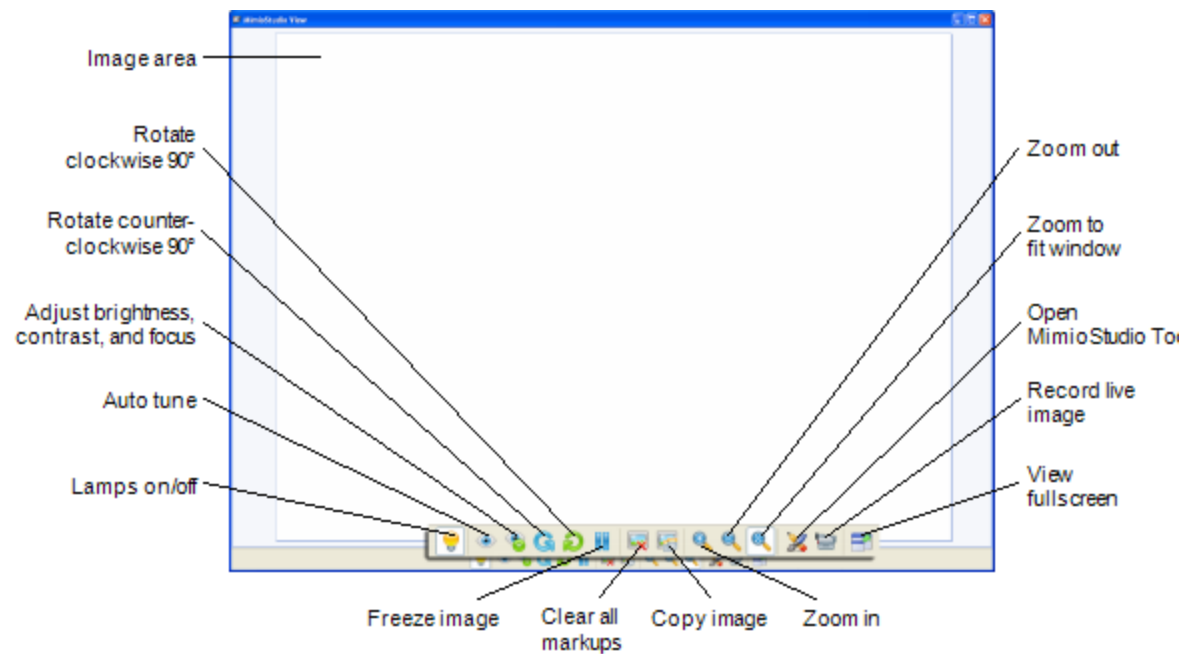 MimioStudio View
Image area
Rotate
clockwise 90°
Rotate counter-
clockwise 90°
Adjust brightness,
contrast, and focus
Auto tune
Lamps on/off
Zoom out
Zoom to
fit window
Open
MimioStudio Too
Record live
image
View
fullscreen
Freeze image
Clear all
markups
Copy image
Zoom in